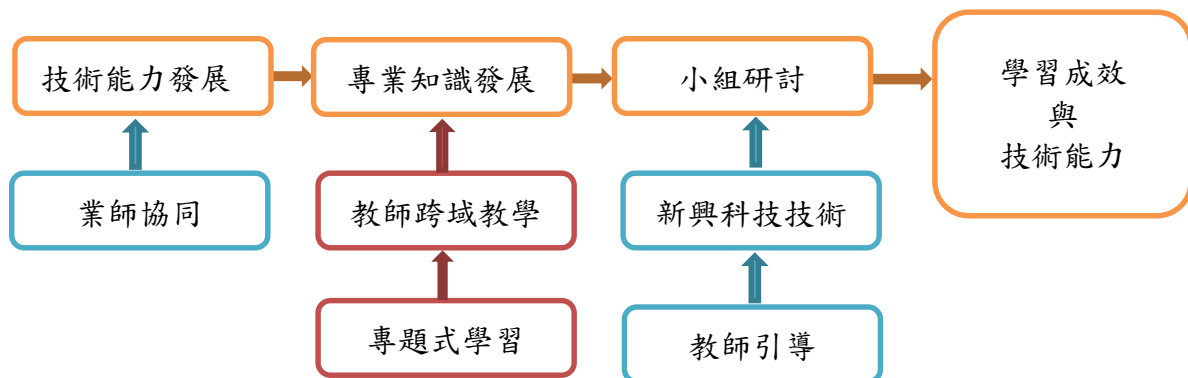 技術能力發展
專業知識發展
小組研討
學習成效
與
技術能力
業師協同
教師跨域教學
新興科技技術
專題式學習
教師引導